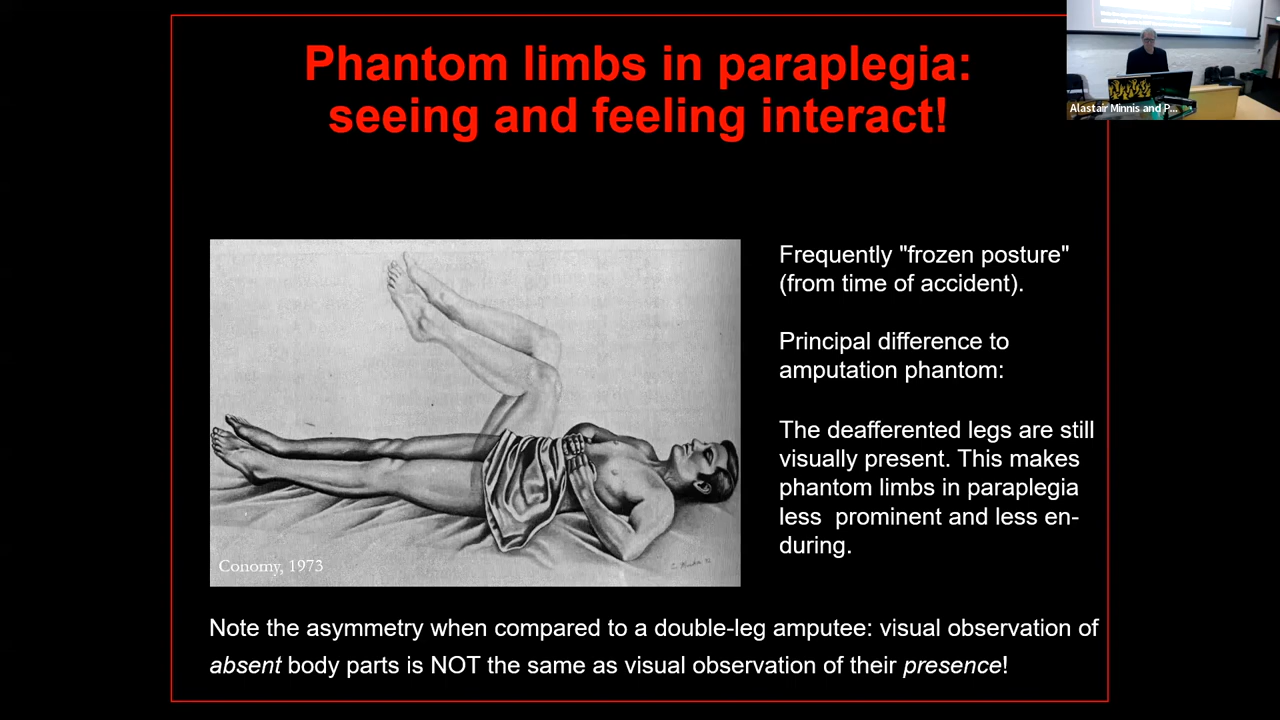 Phantom limbs in paraplegia:
seeing and feeling interact!
Alastair Minnis and P...
Frequently "frozen posture"
(from time of accident).
Principal difference to
amputation phantom:
The deafferented legs are still
visually present. This makes
phantom limbs in paraplegia
less  prominent and less en-
during.
Conomy, 1973
Note the asymmetry when compared to a double-leg amputee: visual observation of
absent body parts is NOT the same as visual observation of their presence!